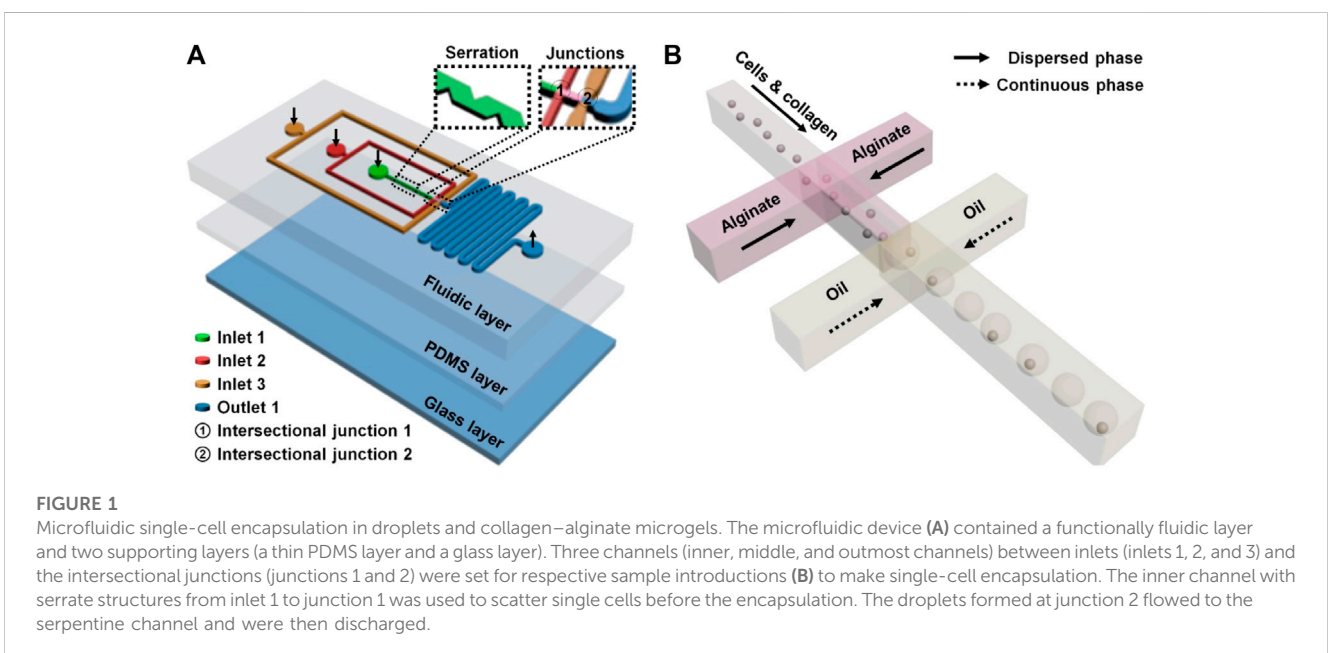 A
Serration
Junctions
1
2
Fluidic layer
PDMS layer
Glass layer
Inlet 1
Inlet 2
Inlet 3
Outlet 1
① Intersectional junction 1
② Intersectional junction 2
B
Dispersed phase
Continuous phase
Cells & collagen
Alginate
Alginate
Oil
Oil
FIGURE 1
Microfluidic single-cell encapsulation in droplets and collagen–alginate microgels. The microfluidic device (A) contained a functionally fluidic layer
and two supporting layers (a thin PDMS layer and a glass layer). Three channels (inner, middle, and outmost channels) between inlets (inlets 1, 2, and 3) and
the intersectional junctions (junctions 1 and 2) were set for respective sample introductions (B) to make single-cell encapsulation. The inner channel with
serrate structures from inlet 1 to junction 1 was used to scatter single cells before the encapsulation. The droplets formed at junction 2 flowed to the
serpentine channel and were then discharged.